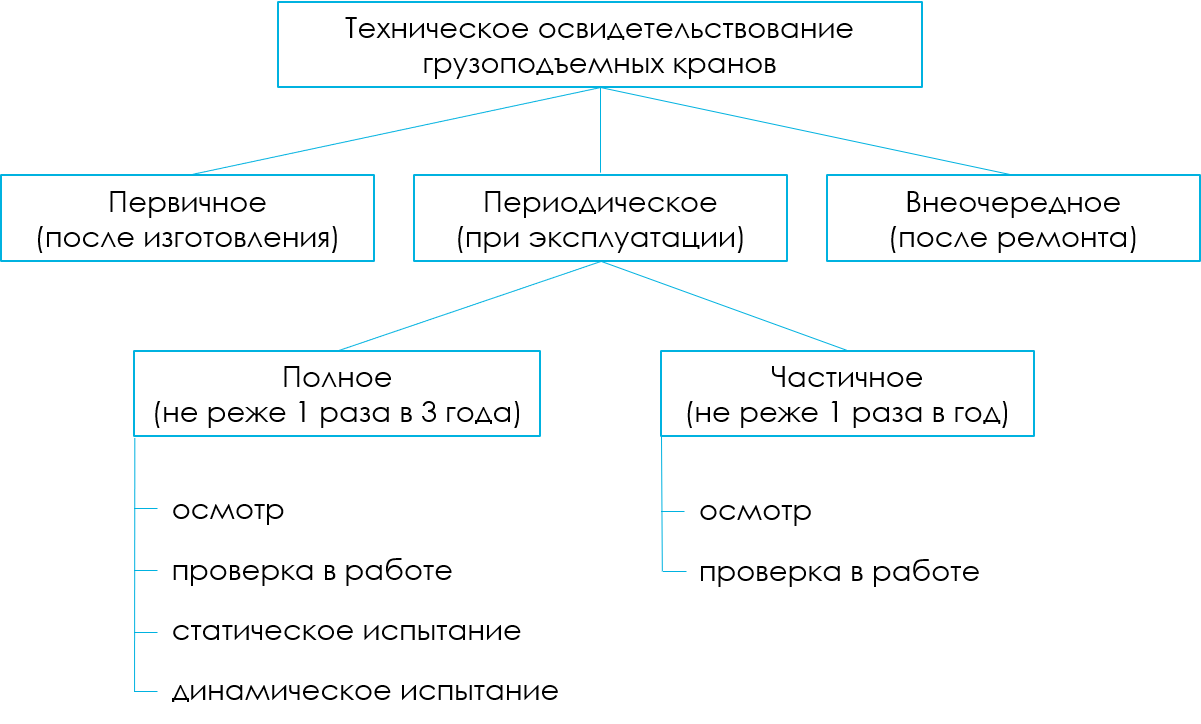 Техническое освидетельствование
грузоподъемных кранов
Первичное
(после изготовления)
Периодическое
(при эксплуатации)
Внеочередное
(после ремонта)
Полное
(не реже 1 раза в 3 года)
Частичное
(не реже 1 раза в год)
осмотр
проверка в работе
статическое испытание
динамическое испытание
осмотр
проверка в работе